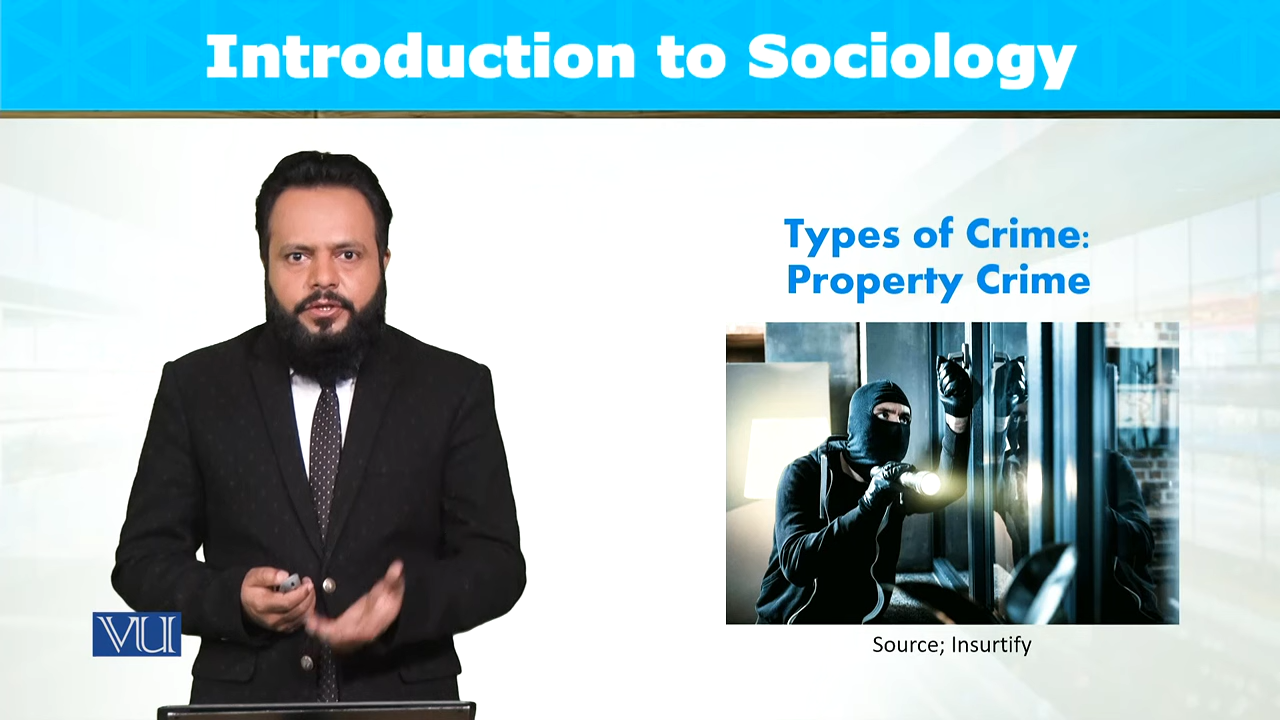 Introduction to Sociology
Types of Crime:
Property Crime
VU
Source; Insurtify